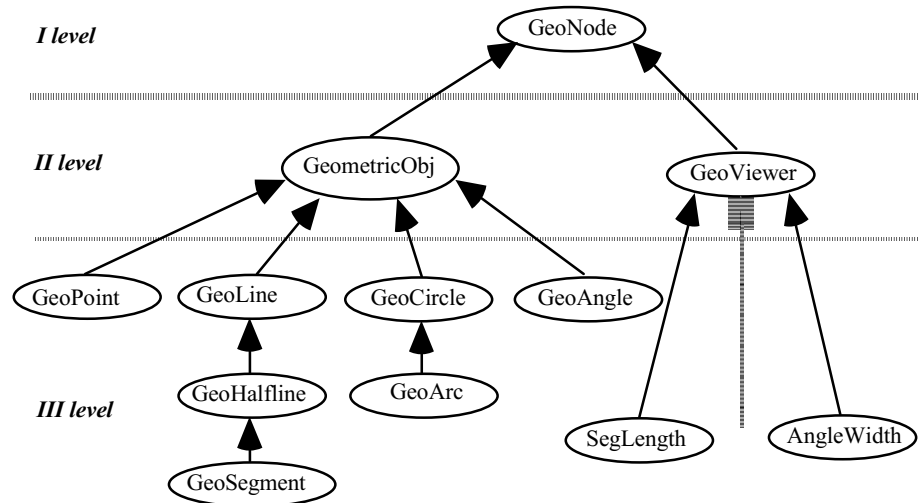 I level
GeoNode
II level
GeometricObj
GeoViewer
GeoPoint
GeoLine
GeoCircle
GeoAngle
III level
GeoHalfline
GeoArc
SegLength
AngleWidth
GeoSegment